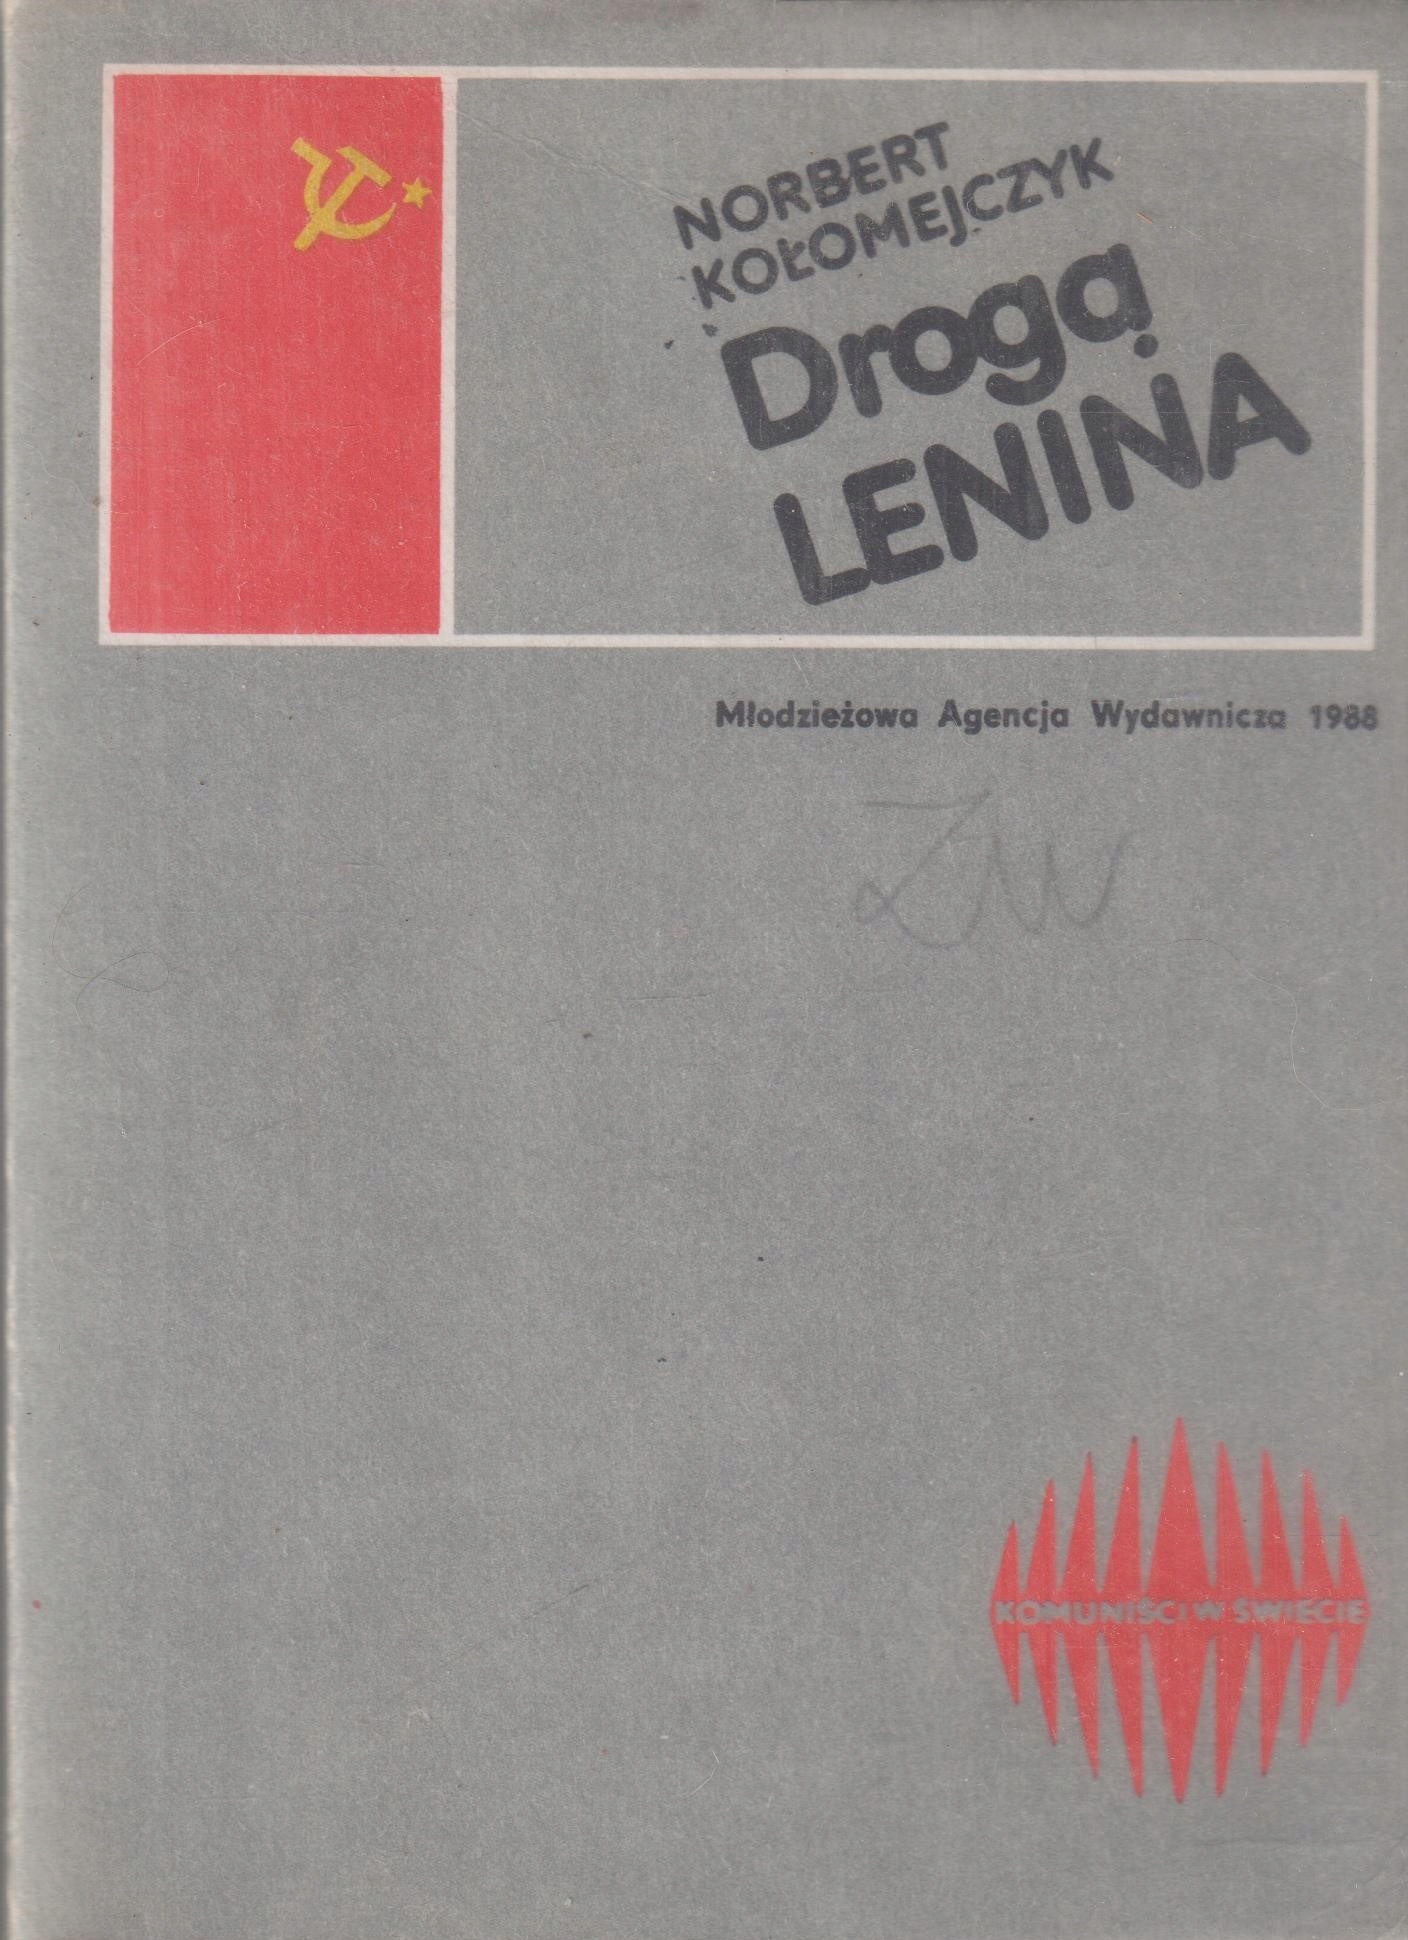 NORBERT
KOŁOMEJCZYK
Drogą
LENINA
Młodzieżowa Agencja Wydawnicza 1988
KOMUNIŚCI W ŚWIECIE